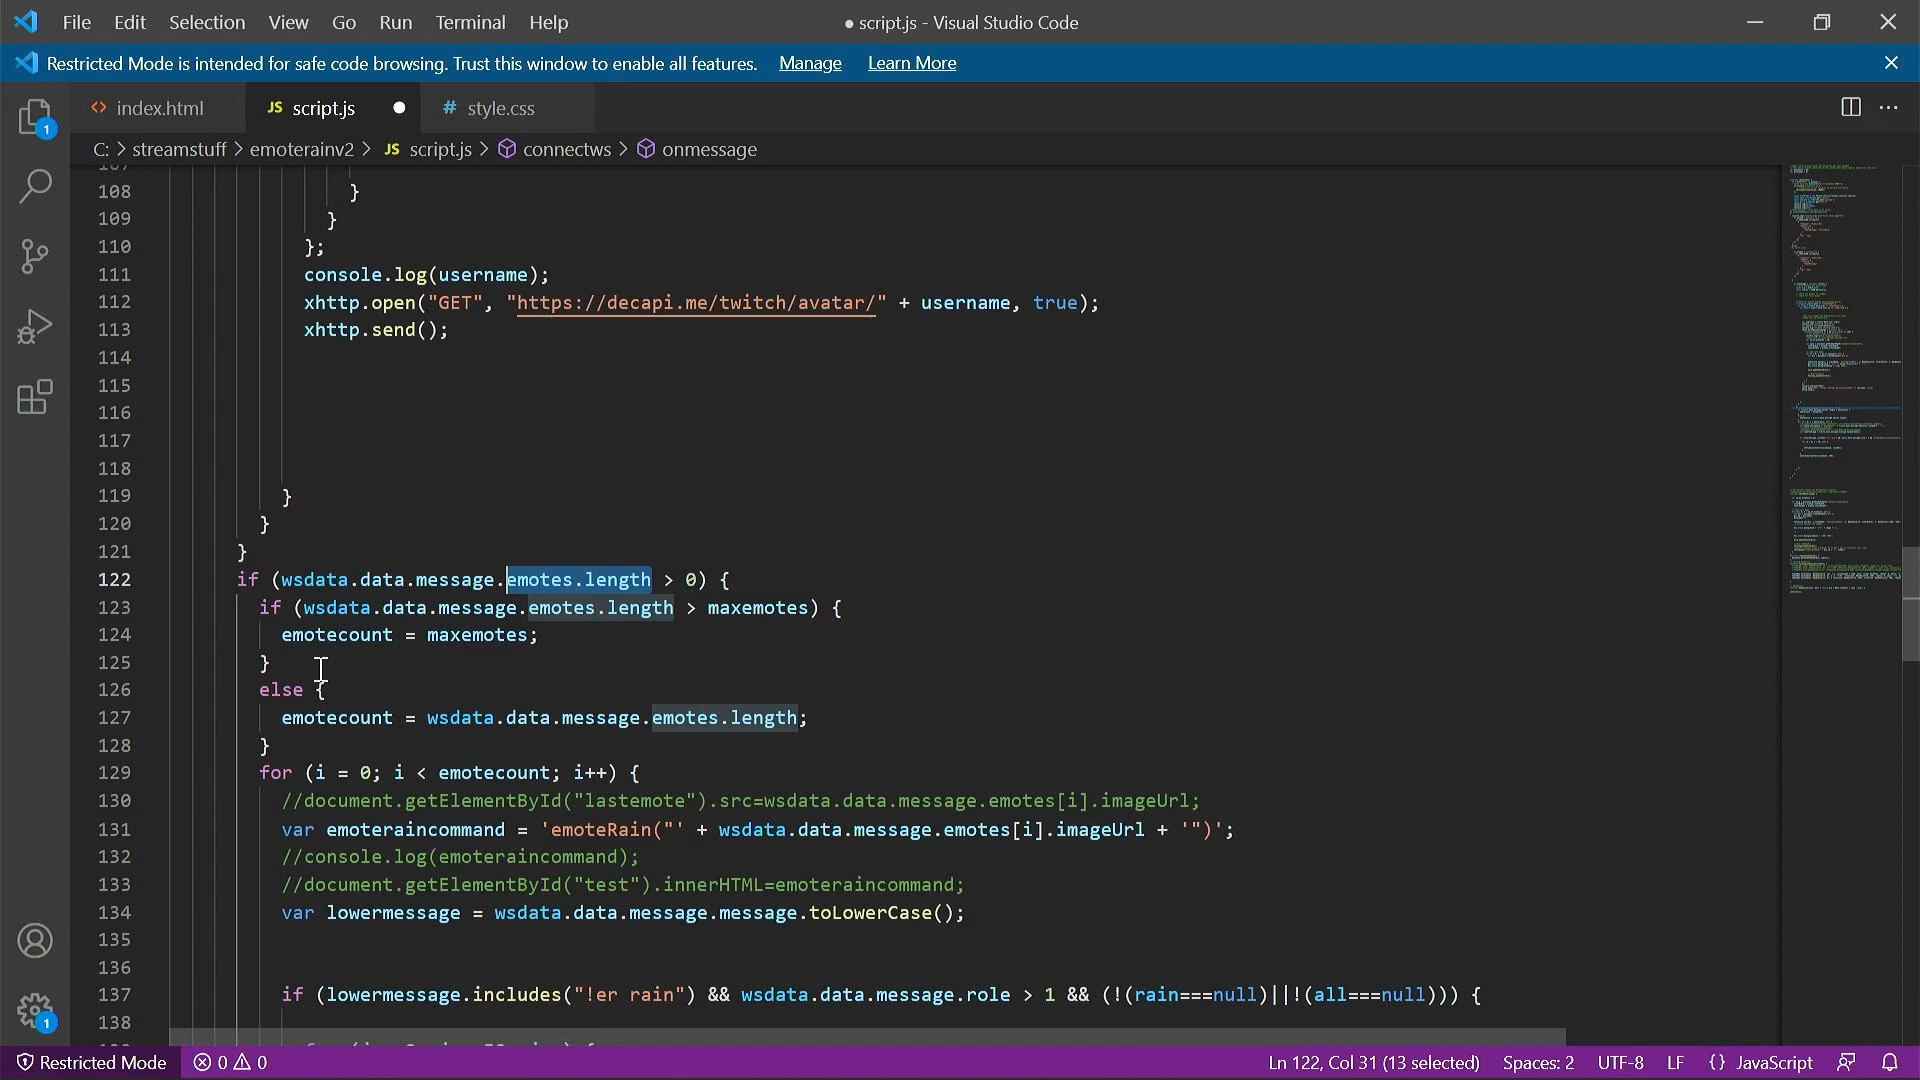 File Edit Selection View Go Run Terminal Help ● script.js - Visual Studio Code
Restricted Mode is intended for safe code browsing. Trust this window to enable all features. Manage Learn More
index.html JS script.js # style.css
C: > streamstuff > emoterainv2 > JS script.js > connectws > onmessage
107
108 }
109 }
110 };
111 console.log(username);
112 xhttp.open("GET", "https://decapi.me/twitch/avatar/" + username, true);
113 xhttp.send();
114
115
116
117
118
119 }
120 }
121 }
122 if (wsdata.data.message.emotes.length > 0) {
123 if (wsdata.data.message.emotes.length > maxemotes) {
124 emotecount = maxemotes;
125 }
126 else {
127 emotecount = wsdata.data.message.emotes.length;
128 }
129 for (i = 0; i < emotecount; i++) {
130 //document.getElementById("lastemote").src=wsdata.data.message.emotes[i].imageUrl;
131 var emoteraincommand = 'emoteRain("' + wsdata.data.message.emotes[i].imageUrl + '")';
132 //console.log(emoteraincommand);
133 //document.getElementById("test").innerHTML=emoteraincommand;
134 var lowermessage = wsdata.data.message.message.toLowerCase();
135
136
137 if (lowermessage.includes("!er rain") && wsdata.data.message.role > 1 && (!(rain===null)||!(all===null))) {
138
1
1
Restricted Mode 0 0 Ln 122, Col 31 (13 selected) Spaces: 2 UTF-8 LF {} JavaScript